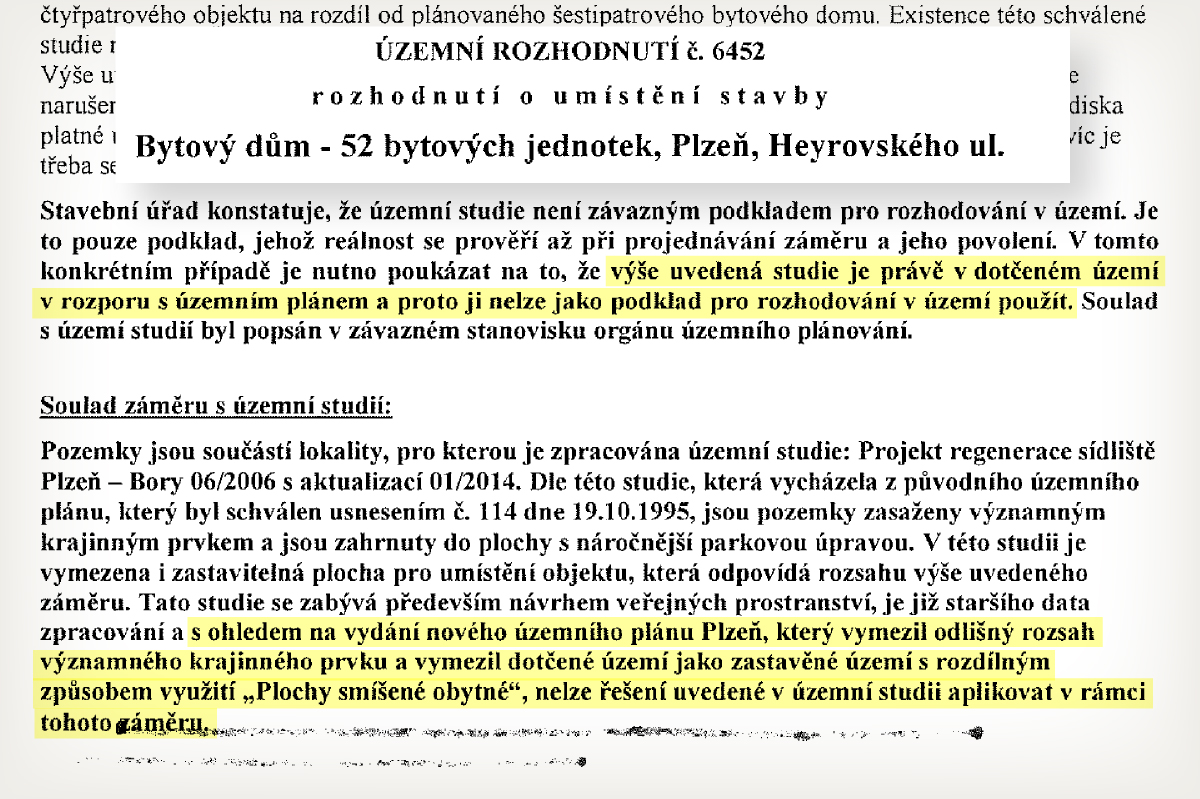 čtyřpatrového objektu na rozdíl od plánovaného šestipatrového bytového domu. Existence této schválené
studie
ÚZEMNÍ ROZHODNUTÍ č. 6452
Výše
narušen
diska
rozhodnutí o umístění stavby
platné
víc je
Bytový dům - 52 bytových jednotek, Plzeň, Heyrovského ul.
třeba se
Stavební úřad konstatuje, že územní studie není závazným podkladem pro rozhodování v území. Je
to pouze podklad, jehož reálnost se prověří až při projednávání záměru a jeho povolení. V tomto
konkrétním případě je nutno poukázat na to, že výše uvedená studie je právě v dotčeném území
v rozporu s územním plánem a proto ji nelze jako podklad pro rozhodování v území použít. Soulad
s území studií byl popsán v závazném stanovisku orgánu územního plánování.
Soulad záměru s územní studií:
Pozemky jsou součástí lokality, pro kterou je zpracována územní studie: Projekt regenerace sídliště
Plzeň – Bory 06/2006 s aktualizací 01/2014. Dle této studie, která vycházela z původního územního
plánu, který byl schválen usnesením č. 114 dne 19.10.1995, jsou pozemky zasaženy významným
krajinným prvkem a jsou zahrnuty do plochy s náročnější parkovou úpravou. V této studii je
vymezena i zastavitelná plocha pro umístění objektu, která odpovídá rozsahu výše uvedeného
záměru. Tato studie se zabývá především návrhem veřejných prostranství, je již staršího data
zpracování a s ohledem na vydání nového územního plánu Plzeň, který vymezil odlišný rozsah
významného krajinného prvku a vymezil dotčené území jako zastavěné území s rozdílným
způsobem využití „Plochy smíšené obytné“, nelze řešení uvedené v územní studii aplikovat v rámci
tohoto záměru.